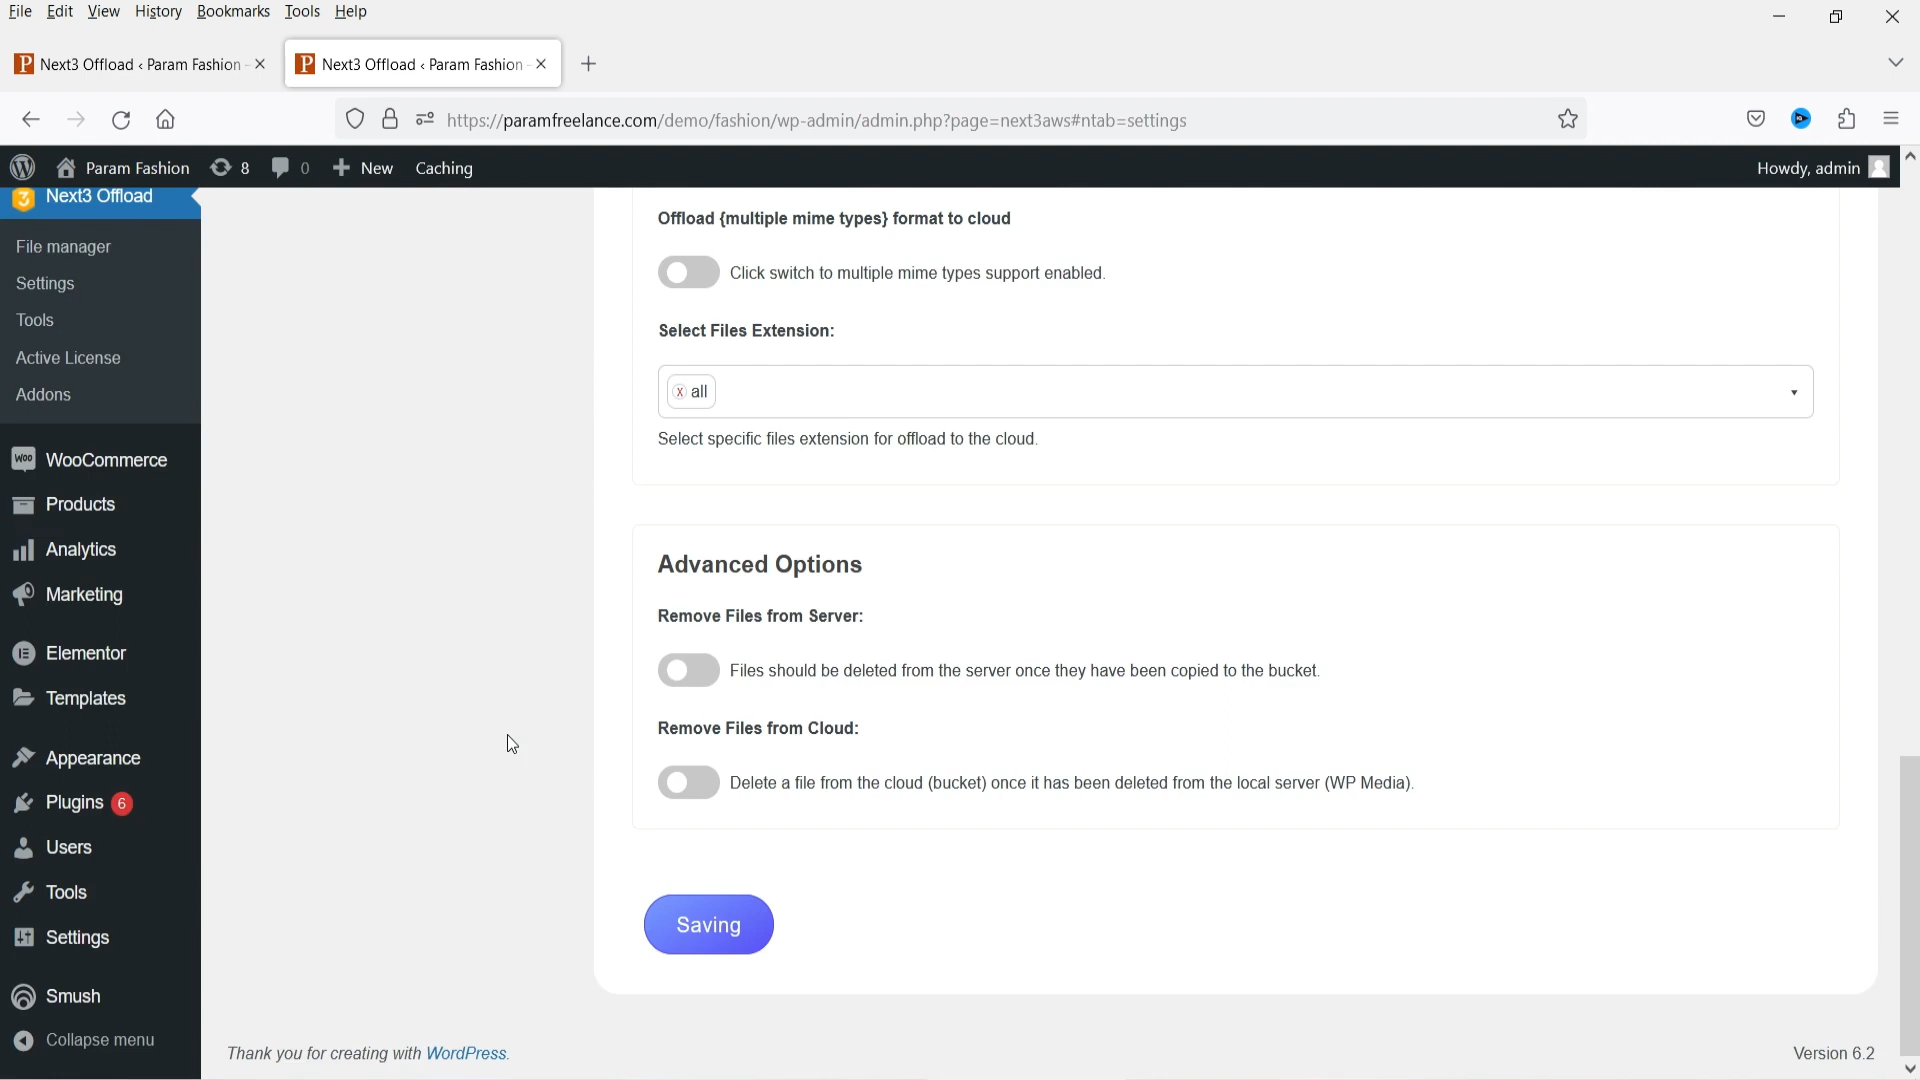 File Edit View History Bookmarks Tools Help
Next3 Offload ‹ Param Fashion -
Next3 Offload ‹ Param Fashion -
https://paramfreelance.com/demo/fashion/wp-admin/admin.php?page=next3aws#ntab=settings
Param Fashion 8 0 New Caching Howdy, admin
Next3 Offload
File manager
Settings
Tools
Active License
Addons
WooCommerce
Products
Analytics
Marketing
Elementor
Templates
Appearance
Plugins 6
Users
Tools
Settings
Smush
Collapse menu
Offload {multiple mime types} format to cloud
Click switch to multiple mime types support enabled.
Select Files Extension:
x all
Select specific files extension for offload to the cloud.
Advanced Options
Remove Files from Server:
Files should be deleted from the server once they have been copied to the bucket.
Remove Files from Cloud:
Delete a file from the cloud (bucket) once it has been deleted from the local server (WP Media).
Saving
Thank you for creating with WordPress.
Version 6.2